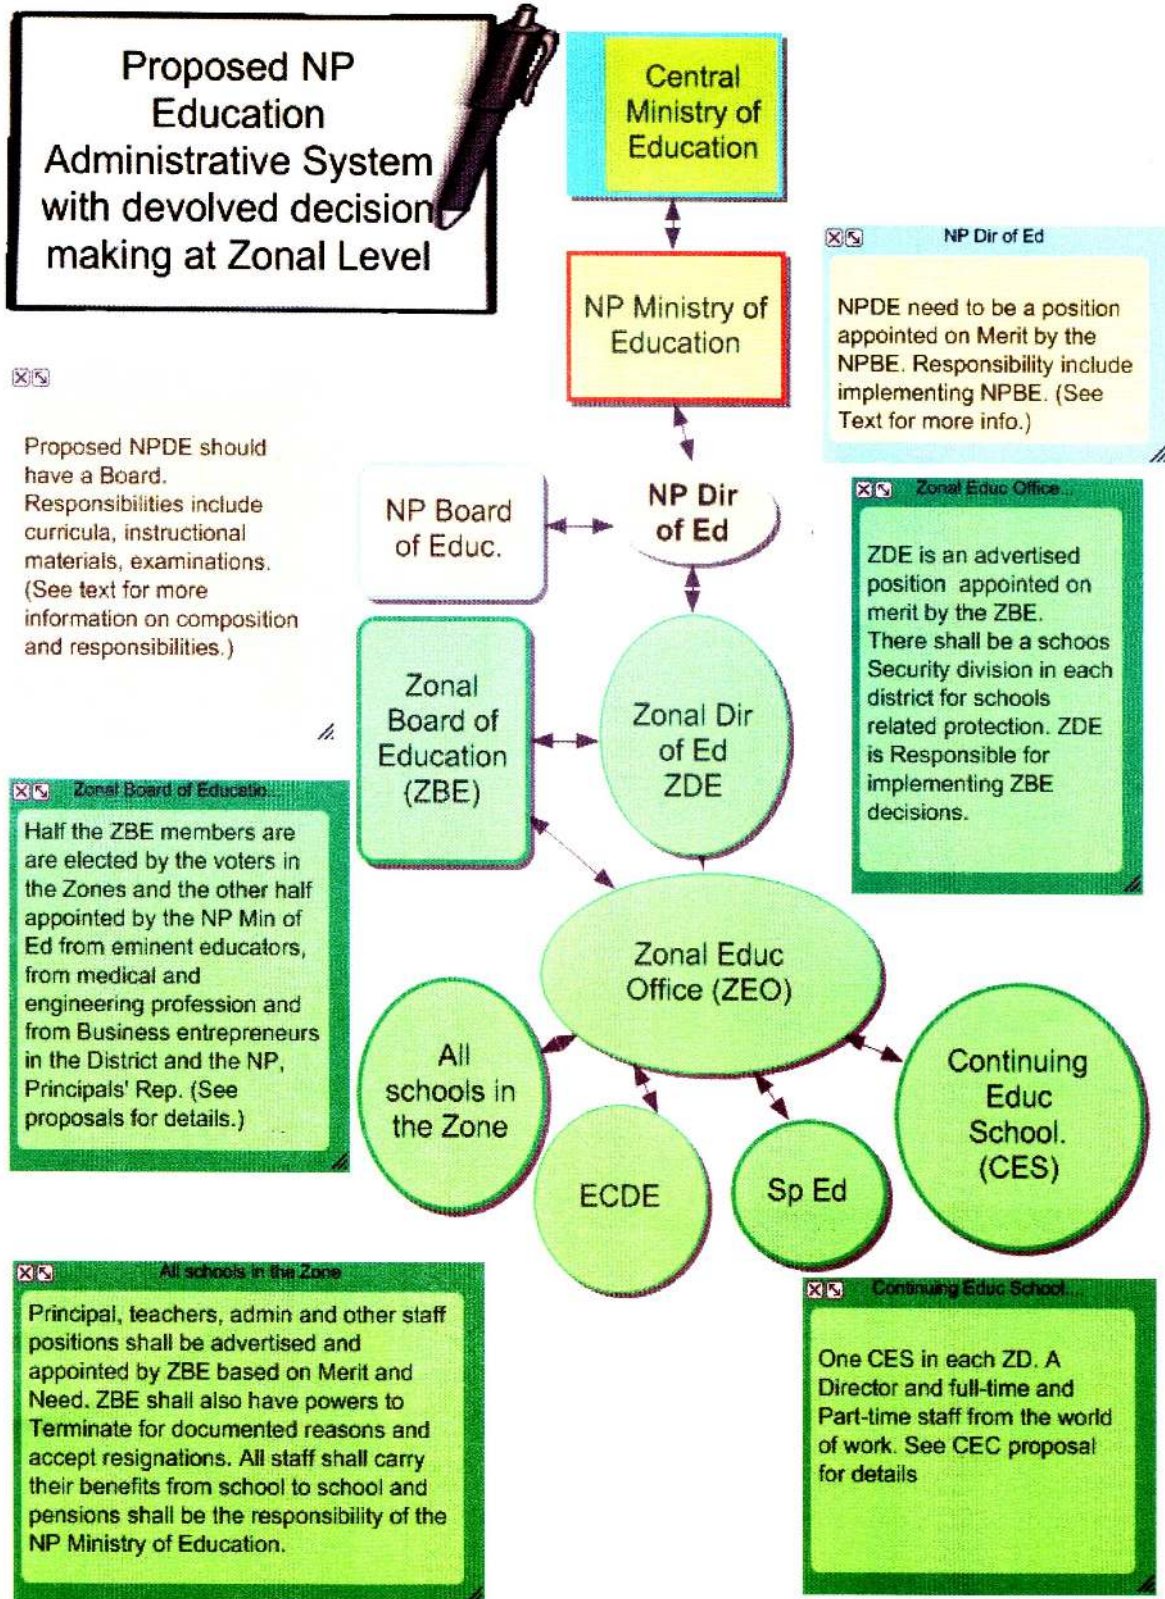 Proposed NP
Education
Administrative System
with devolved decision
making at Zonal Level
Central
Ministry of
Education
NP Ministry of
Education
NP Dir of Ed
NPDE need to be a position
appointed on Merit by the
NPBE. Responsibility include
implementing NPBE. (See
Text for more info.)
Proposed NPDE should
have a Board.
Responsibilities include
curricula, instructional
materials, examinations.
(See text for more
information on composition
and responsibilities.)
NP Board
of Educ.
NP Dir
of Ed
Zonal Educ Office...
ZDE is an advertised
position appointed on
merit by the ZBE.
There shall be a schoos
Security division in each
district for schools
related protection. ZDE
is Responsible for
implementing ZBE
decisions.
Zonal
Board of
Education
(ZBE)
Zonal Dir
of Ed
ZDE
Zonal Board of Educatio...
Half the ZBE members are
are elected by the voters in
the Zones and the other half
appointed by the NP Min of
Ed from eminent educators,
from medical and
engineering profession and
from Business entrepreneurs
in the District and the NP,
Principals' Rep. (See
proposals for details.)
Zonal Educ
Office (ZEO)
All
schools in
the Zone
ECDE
Sp Ed
Continuing
Educ
School.
(CES)
All schools in the Zone
Principal, teachers, admin and other staff
positions shall be advertised and
appointed by ZBE based on Merit and
Need. ZBE shall also have powers to
Terminate for documented reasons and
accept resignations. All staff shall carry
their benefits from school to school and
pensions shall be the responsibility of the
NP Ministry of Education.
Continuing Educ School....
One CES in each ZD. A
Director and full-time and
Part-time staff from the world
of work. See CEC proposal
for details